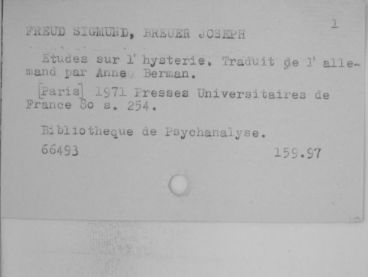 1
FREUD SIGMUND, BREUER JOSEPH
Etudes sur l'hysterie. Traduit de l'alle-
mand par Anne Berman.
[Paris] 1971 Presses Universitaires de
France 8o s. 254.
Bibliotheque de Psychanalyse.
66493 159.97